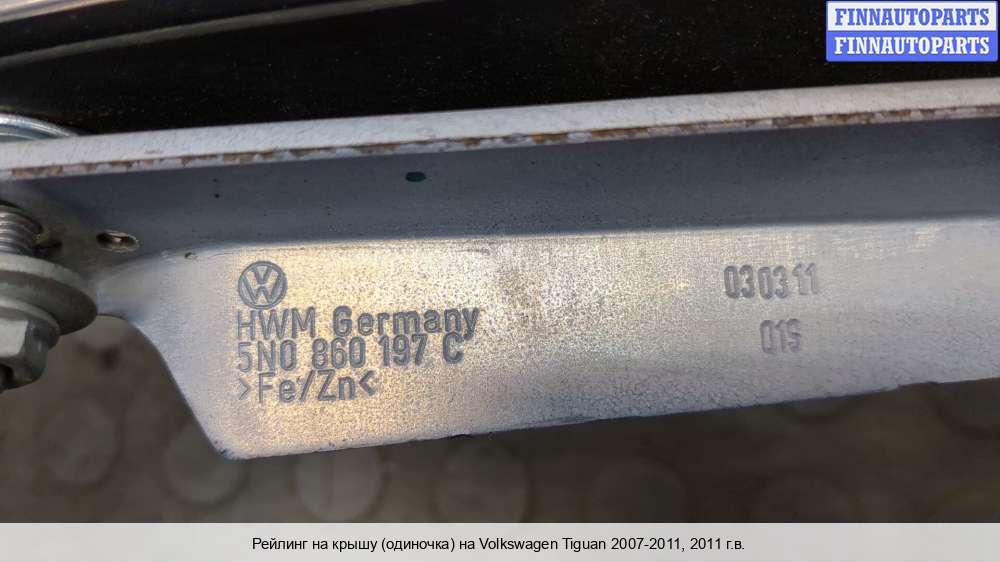 FINNAUTOPARTS
FINNAUTOPARTS
HWM Germany
5N0 860 197 C
>Fe/Zn<
030311
01S
Рейлинг на крышу (одиночка) на Volkswagen Tiguan 2007-2011, 2011 г.в.